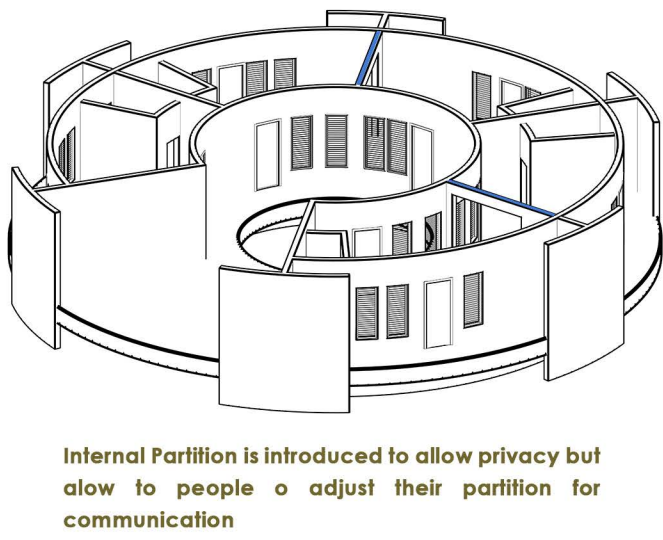 Internal Partition is introduced to allow privacy but
alow to people o adjust their partition for
communication